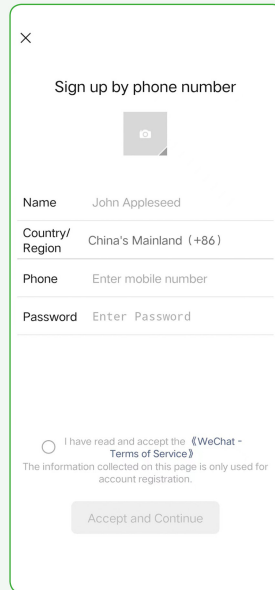 Sign up by phone number
Name John Appleseed
Country/
Region China's Mainland（+86）
Phone Enter mobile number
Password Enter Password
I have read and accept the 《WeChat -
Terms of Service》
The information collected on this page is only used for
account registration.
Accept and Continue